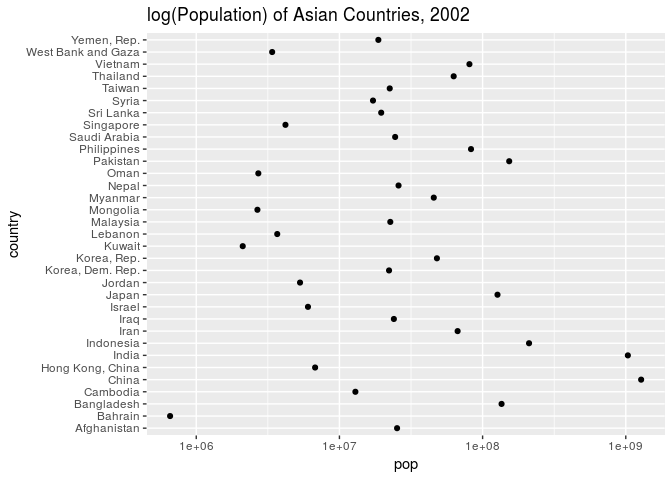 log(Population) of Asian Countries, 2002
Yemen, Rep.
West Bank and Gaza
Vietnam
Thailand
Taiwan
Syria
Sri Lanka
Singapore
Saudi Arabia
Philippines
Pakistan
Oman
Nepal
Myanmar
Mongolia
Malaysia
Lebanon
Kuwait
Korea, Rep.
Korea, Dem. Rep.
Jordan
Japan
Israel
Iraq
Iran
Indonesia
India
Hong Kong, China
China
Cambodia
Bangladesh
Bahrain
Afghanistan
country
1e+06 1e+07 1e+08 1e+09
pop